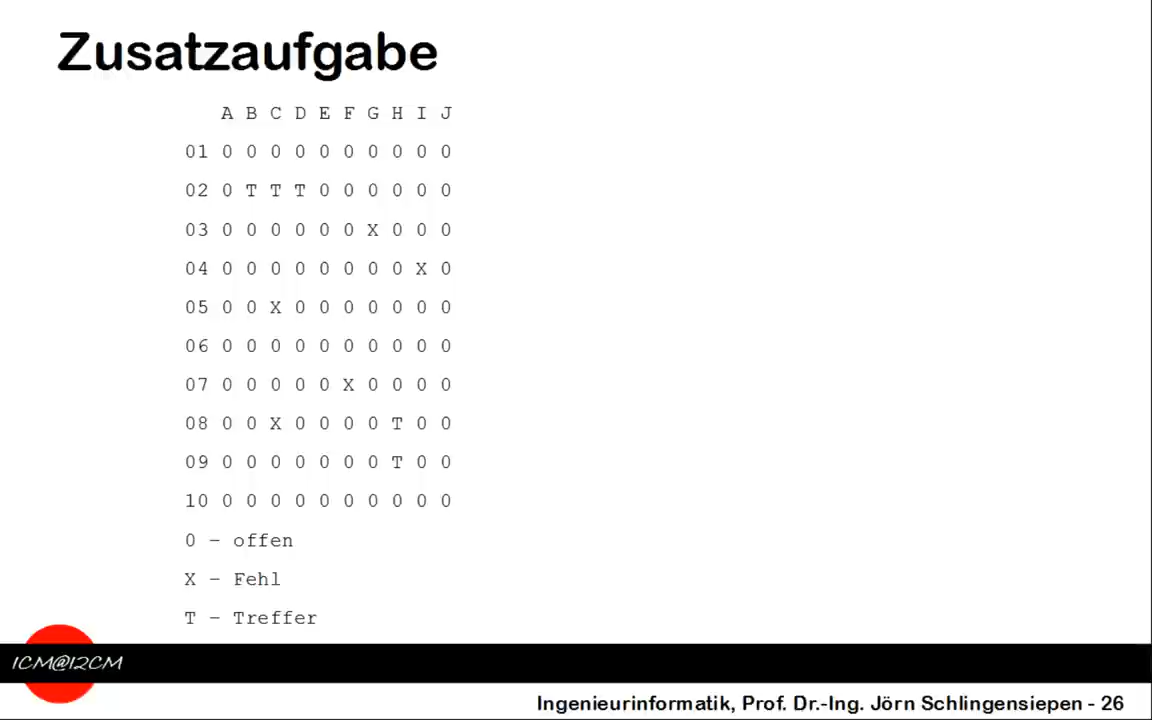 Zusatzaufgabe
A B C D E F G H I J
01 0 0 0 0 0 0 0 0 0 0
02 0 T T T 0 0 0 0 0 0
03 0 0 0 0 0 0 X 0 0 0
04 0 0 0 0 0 0 0 0 X 0
05 0 0 X 0 0 0 0 0 0 0
06 0 0 0 0 0 0 0 0 0 0
07 0 0 0 0 0 X 0 0 0 0
08 0 0 X 0 0 0 0 T 0 0
09 0 0 0 0 0 0 0 T 0 0
10 0 0 0 0 0 0 0 0 0 0
0 – offen
X – Fehl
T – Treffer
1CM@12CM
Ingenieurinformatik, Prof. Dr.-Ing. Jörn Schlingensiepen - 26